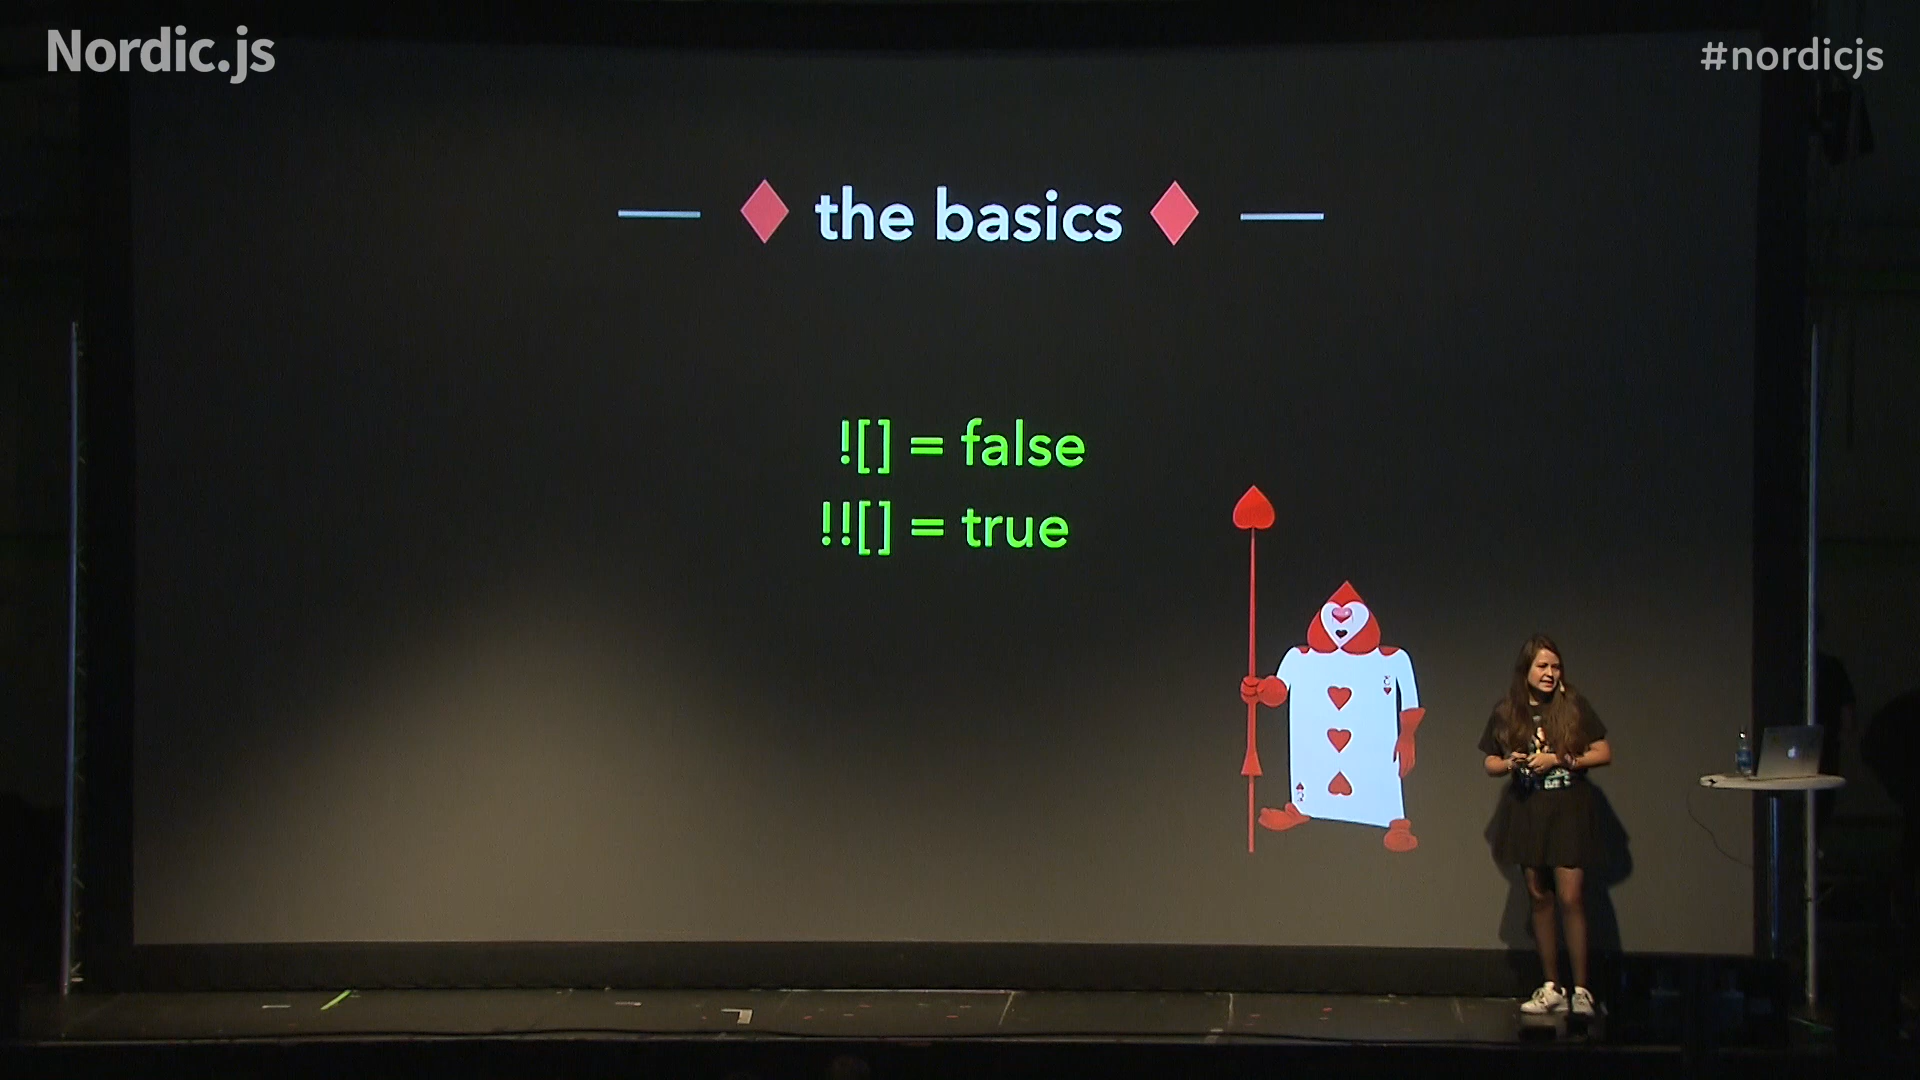 Nordic.js
#nordicjs
the basics
![] = false
!![] = true